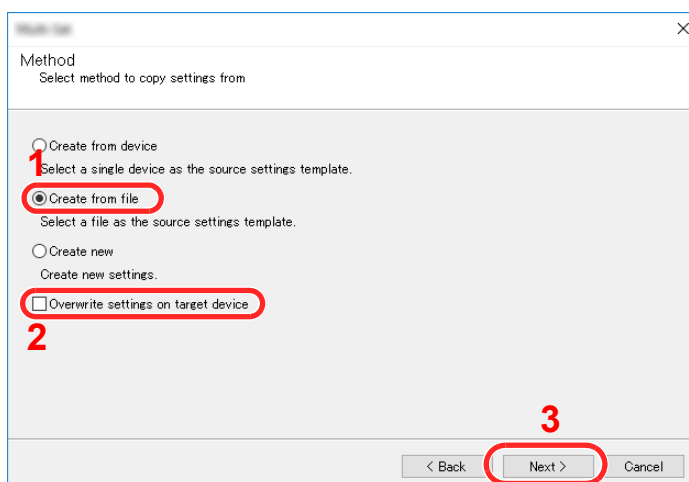 Method
Select method to copy settings from
Create from device
1
Select a single device as the source settings template.
Create from file
Select a file as the source settings template.
Create new
Create new settings.
Overwrite settings on target device
2
3
< Back Next > Cancel